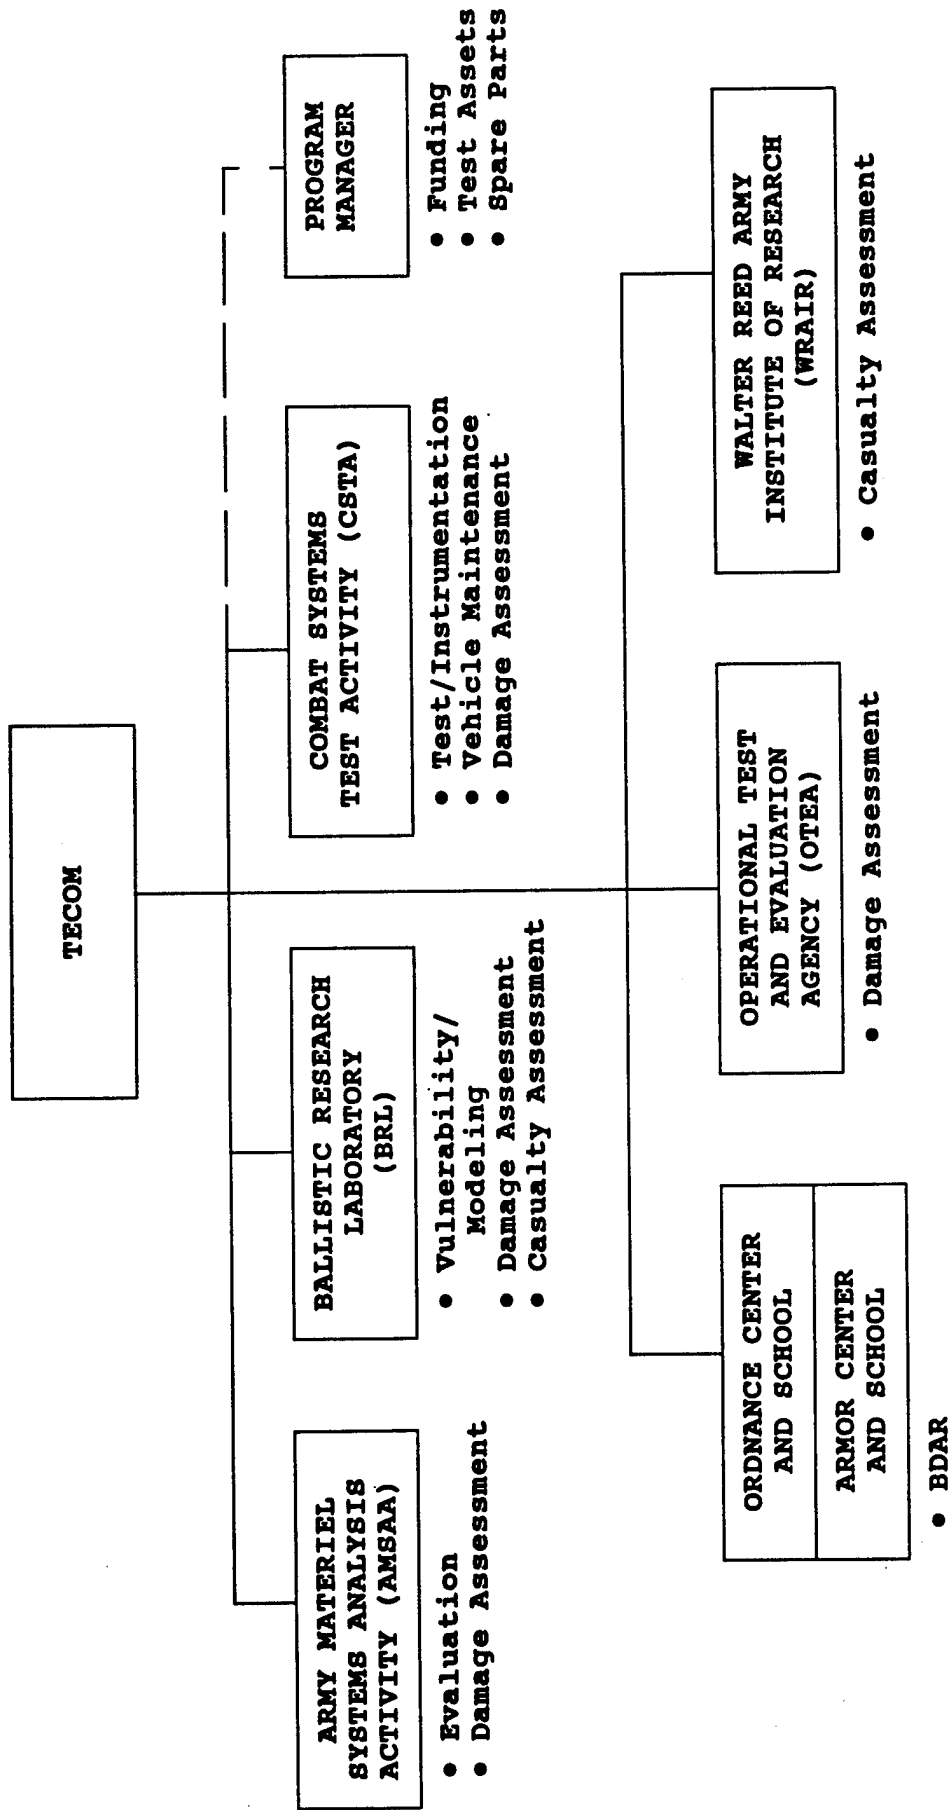 TECOM
ARMY MATERIEL
SYSTEMS ANALYSIS
ACTIVITY (AMSAA)
● Evaluation
● Damage Assessment
BALLISTIC RESEARCH
LABORATORY
(BRL)
● Vulnerability/
Modeling
● Damage Assessment
● Casualty Assessment
COMBAT SYSTEMS
TEST ACTIVITY (CSTA)
● Test/Instrumentation
● Vehicle Maintenance
● Damage Assessment
PROGRAM
MANAGER
● Funding
● Test Assets
● Spare Parts
ORDNANCE CENTER
AND SCHOOL
ARMOR CENTER
AND SCHOOL
● BDAR
OPERATIONAL TEST
AND EVALUATION
AGENCY (OTEA)
● Damage Assessment
WALTER REED ARMY
INSTITUTE OF RESEARCH
(WRAIR)
● Casualty Assessment